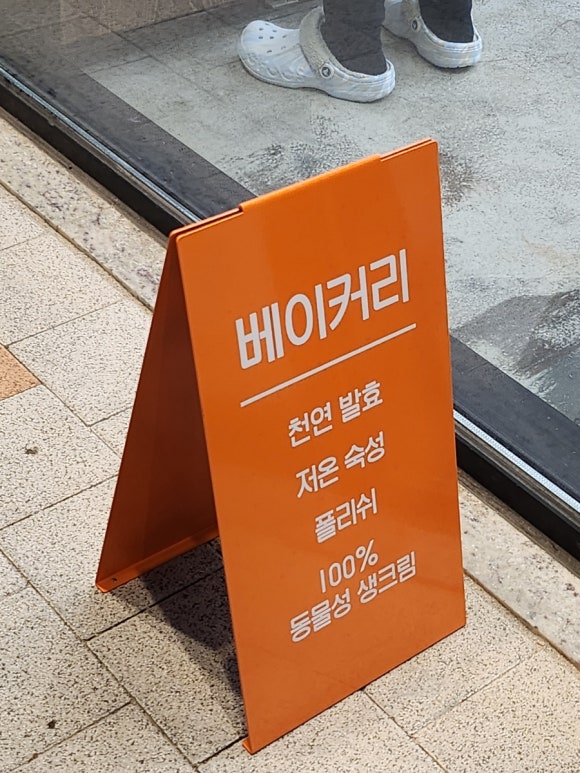 베이커리
천연 발효
저온 숙성
폴리쉬
100%
동물성 생크림